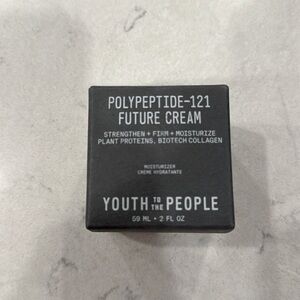 POLYPEPTIDE-121
FUTURE CREAM
STRENGTHEN + FIRM + MOISTURIZE
PLANT PROTEINS, BIOTECH COLLAGEN
MOISTURIZER
CRÈME HYDRATANTE
YOUTH TO THE PEOPLE
59 ML • 2 FL OZ